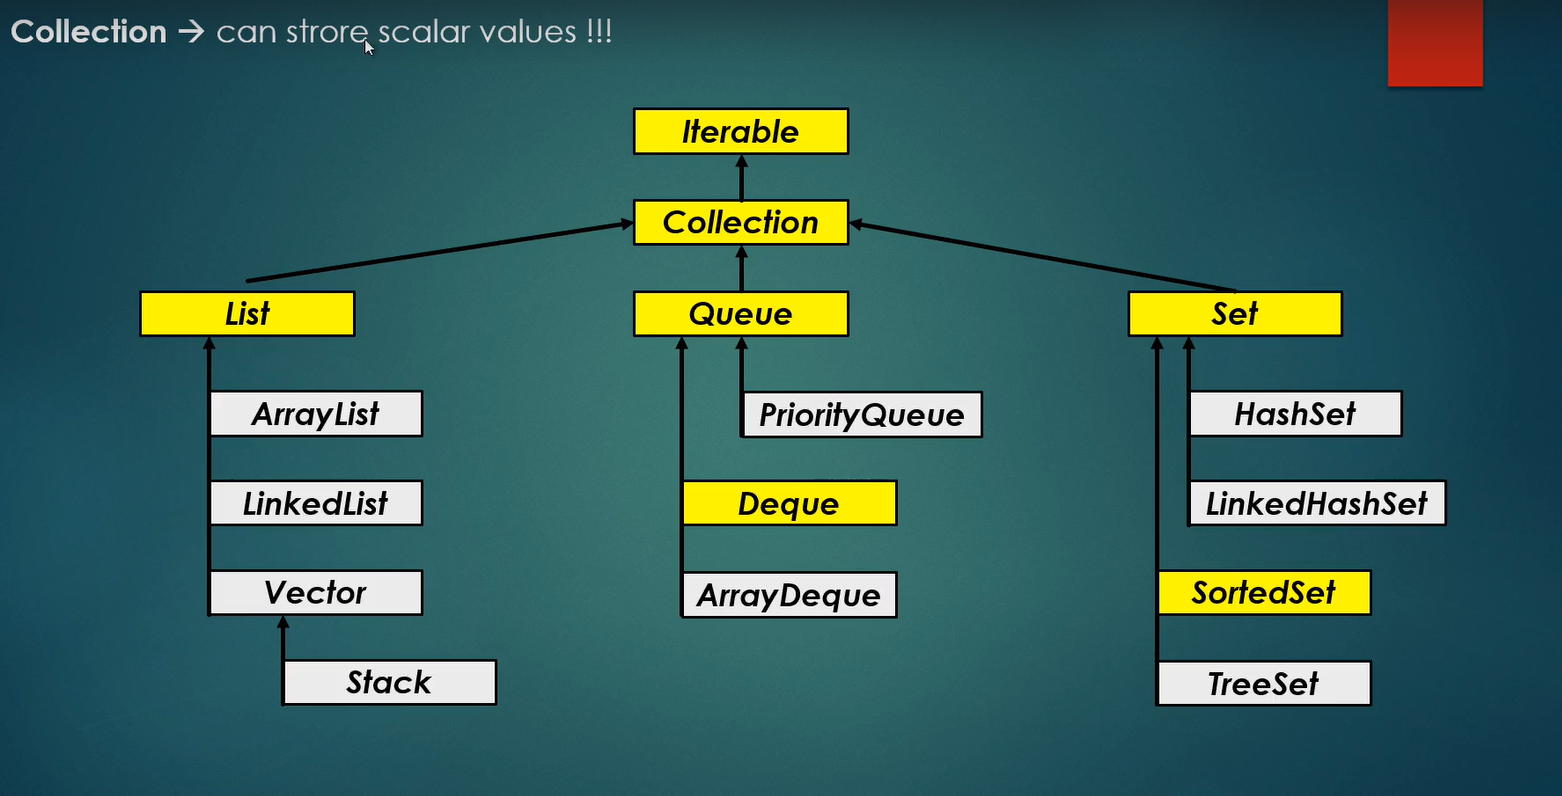 Collection → can strore scalar values !!!
Iterable
Collection
List
Queue
Set
ArrayList
PriorityQueue
HashSet
LinkedList
Deque
LinkedHashSet
Vector
ArrayDeque
SortedSet
Stack
TreeSet